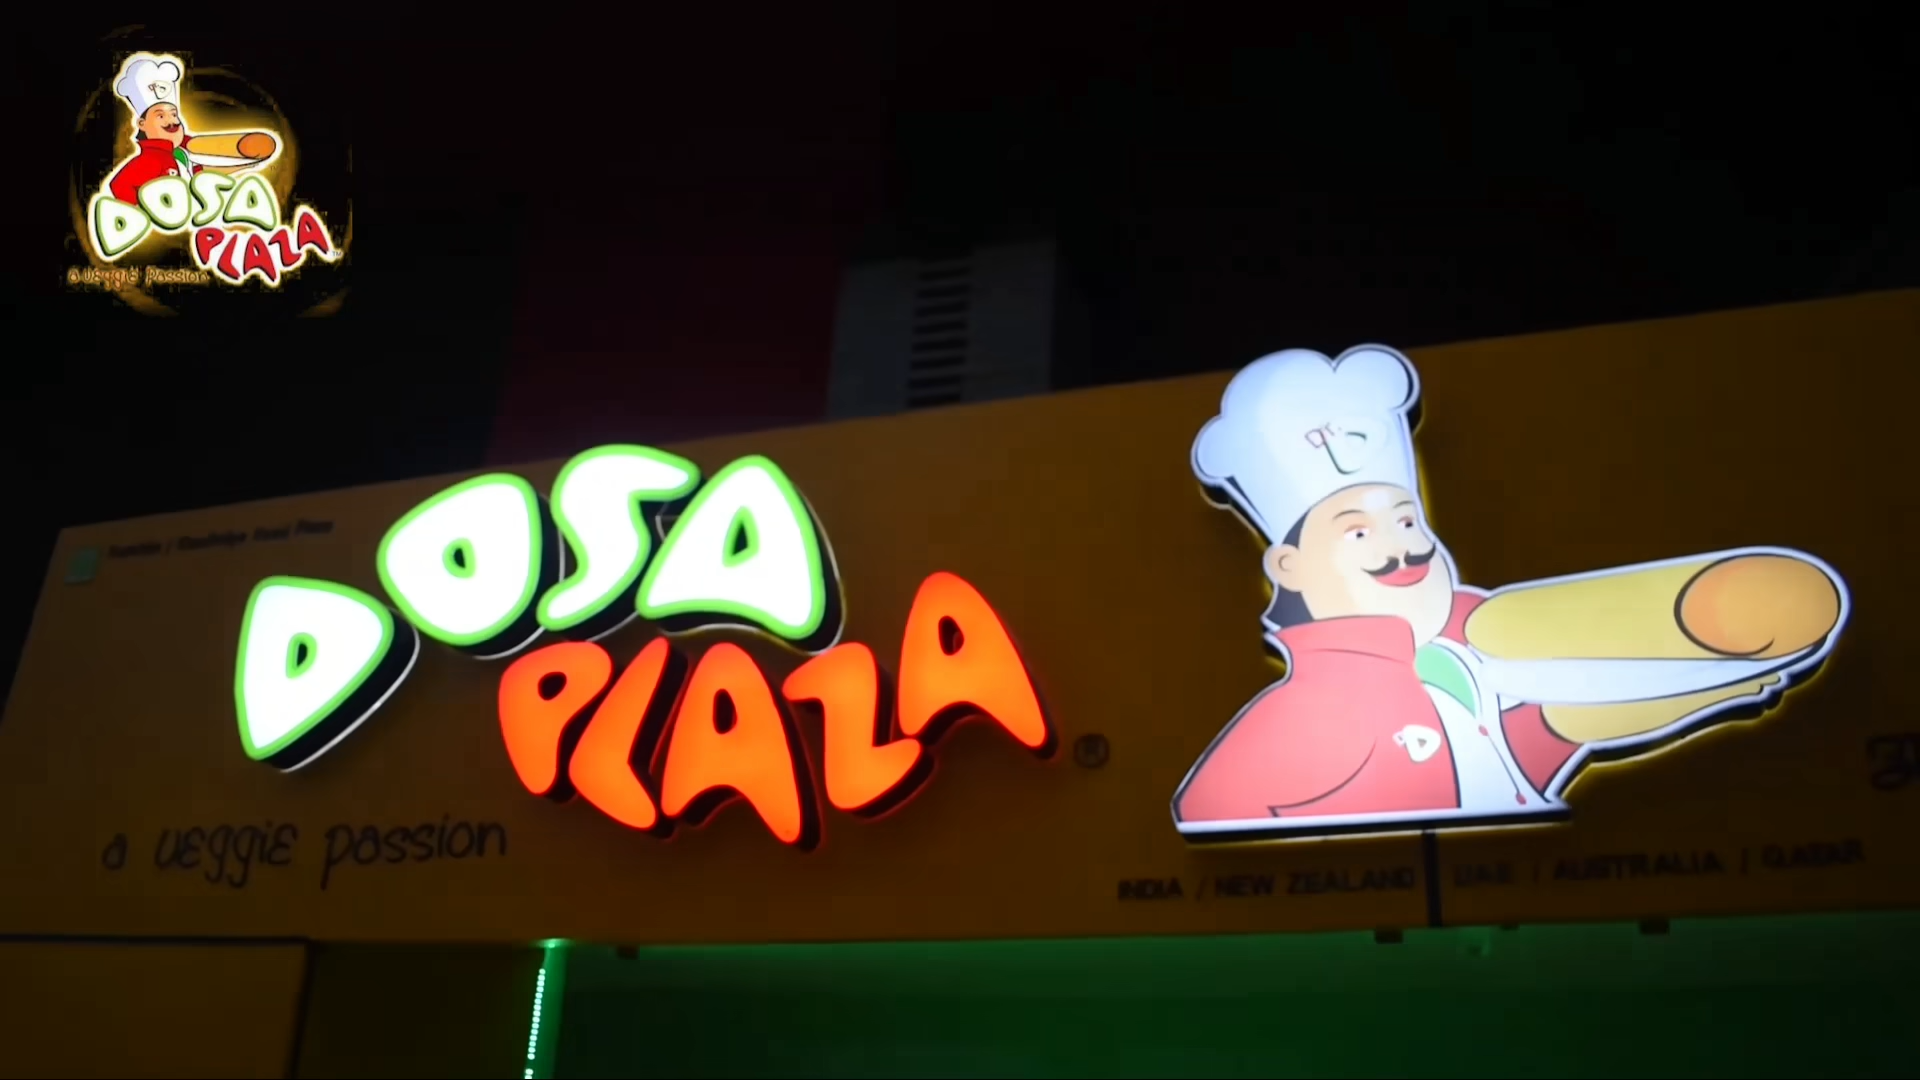 DOSA
PLAZA
a veggie passion
DOSA
PLAZA ®
a veggie passion
INDIA / NEW ZEALAND / UAE / AUSTRALIA / QATAR